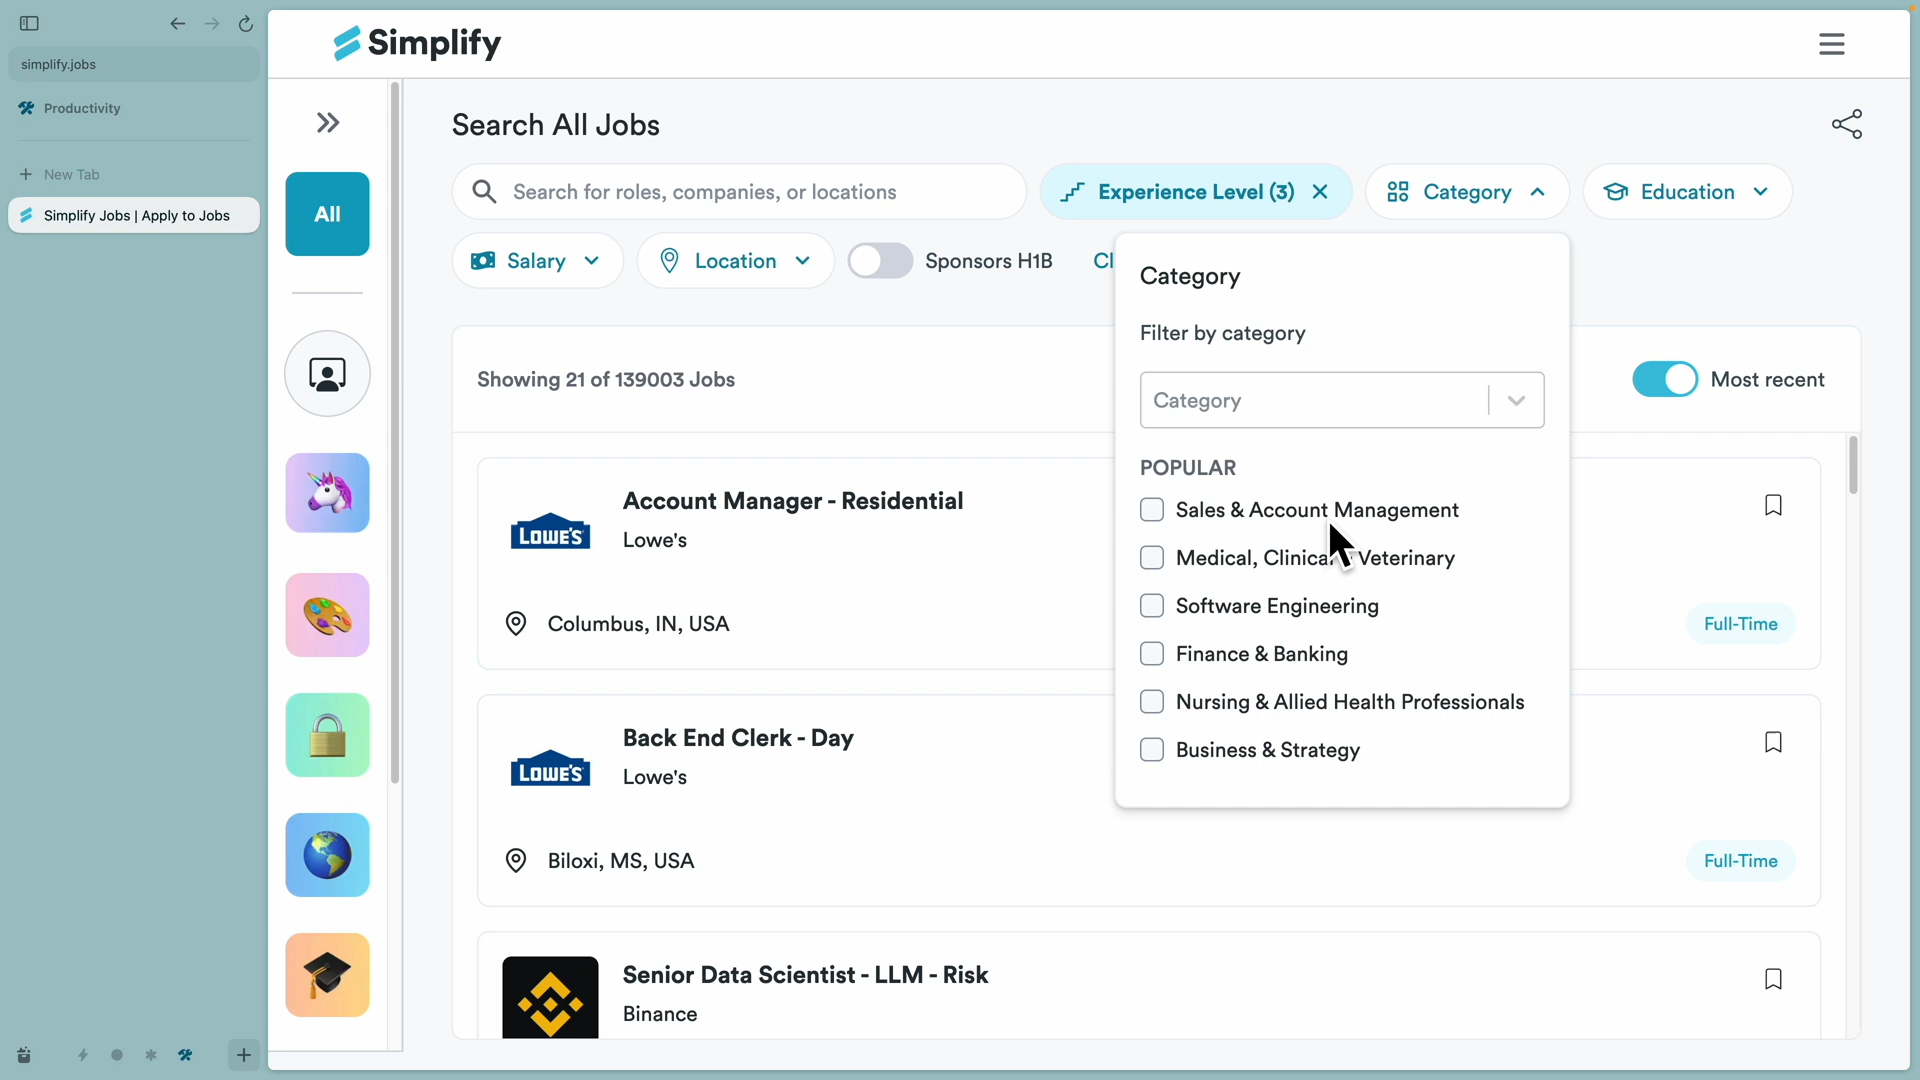 simplify.jobs
Productivity
New Tab
Simplify Jobs | Apply to Jobs
Simplify
All
Search All Jobs
Search for roles, companies, or locations
Experience Level (3)
Category
Education
Salary
Location
Sponsors H1B
Cl
Category
Filter by category
Category
POPULAR
Sales & Account Management
Medical, Clinica Veterinary
Software Engineering
Finance & Banking
Nursing & Allied Health Professionals
Business & Strategy
Showing 21 of 139003 Jobs
Most recent
LOWE'S
Account Manager - Residential
Lowe's
Columbus, IN, USA
Full-Time
LOWE'S
Back End Clerk - Day
Lowe's
Biloxi, MS, USA
Full-Time
Senior Data Scientist - LLM - Risk
Binance